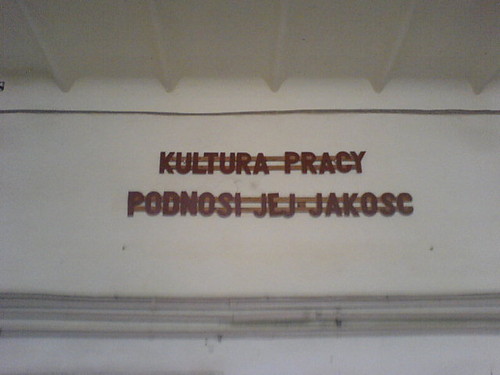 KULTURA PRACY
PODNOSI JEJ JAKOSC